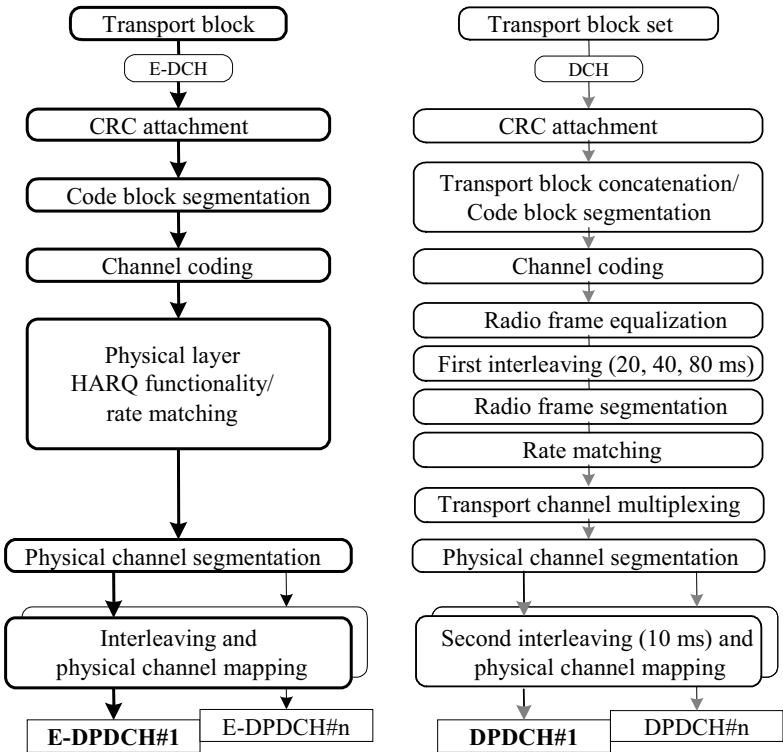 Transport block
E-DCH
CRC attachment
Code block segmentation
Channel coding
Physical layer
HARQ functionality/
rate matching
Physical channel segmentation
Interleaving and
physical channel mapping
E-DPDCH#1
E-DPDCH#n
Transport block set
DCH
CRC attachment
Transport block concatenation/
Code block segmentation
Channel coding
Radio frame equalization
First interleaving (20, 40, 80 ms)
Radio frame segmentation
Rate matching
Transport channel multiplexing
Physical channel segmentation
Second interleaving (10 ms) and
physical channel mapping
DPDCH#1
DPDCH#n